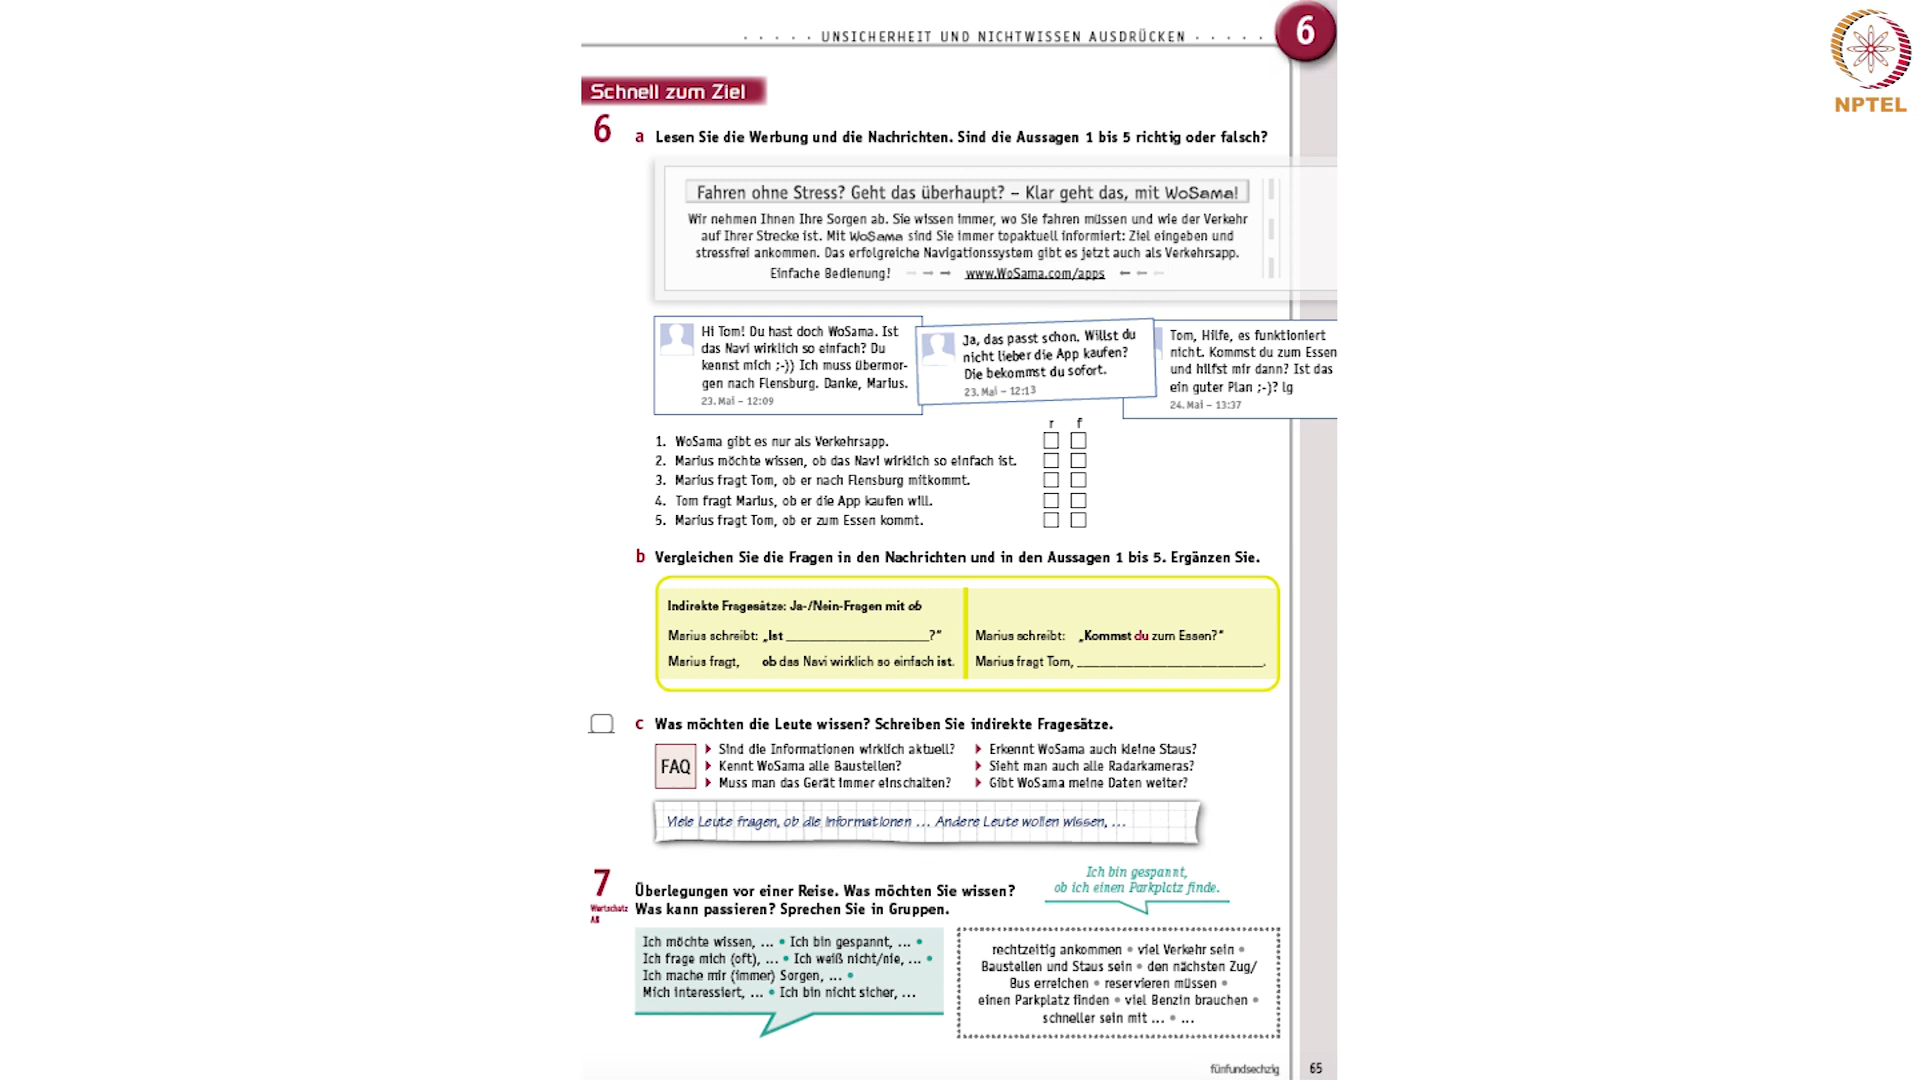 · · · · · UNSICHERHEIT UND NICHTWISSEN AUSDRÜCKEN · · · · ·
6
NPTEL
Schnell zum Ziel
6
a Lesen Sie die Werbung und die Nachrichten. Sind die Aussagen 1 bis 5 richtig oder falsch?
Fahren ohne Stress? Geht das überhaupt? – Klar geht das, mit WoSama!
Wir nehmen Ihnen Ihre Sorgen ab. Sie wissen immer, wo Sie fahren müssen und wie der Verkehr
auf Ihrer Strecke ist. Mit WoSama sind Sie immer topaktuell informiert: Ziel eingeben und
stressfrei ankommen. Das erfolgreiche Navigationssystem gibt es jetzt auch als Verkehrsapp.
Einfache Bedienung! www.WoSama.com/apps
Hi Tom! Du hast doch WoSama. Ist
das Navi wirklich so einfach? Du
kennst mich ;-)) Ich muss übermor-
gen nach Flensburg. Danke, Marius.
23. Mai – 12:09
Ja, das passt schon. Willst du
nicht lieber die App kaufen?
Die bekommst du sofort.
23. Mai – 12:13
Tom, Hilfe, es funktioniert
nicht. Kommst du zum Essen
und hilfst mir dann? Ist das
ein guter Plan ;-)? lg
24. Mai – 13:37
r f
1. WoSama gibt es nur als Verkehrsapp.
2. Marius möchte wissen, ob das Navi wirklich so einfach ist.
3. Marius fragt Tom, ob er nach Flensburg mitkommt.
4. Tom fragt Marius, ob er die App kaufen will.
5. Marius fragt Tom, ob er zum Essen kommt.
b Vergleichen Sie die Fragen in den Nachrichten und in den Aussagen 1 bis 5. Ergänzen Sie.
Indirekte Fragesätze: Ja-/Nein-Fragen mit ob
Marius schreibt: „Ist ____________________?“
Marius fragt, ob das Navi wirklich so einfach ist.
Marius schreibt: „Kommst du zum Essen?“
Marius fragt Tom, ____________________.
c Was möchten die Leute wissen? Schreiben Sie indirekte Fragesätze.
FAQ
Sind die Informationen wirklich aktuell?
Kennt WoSama alle Baustellen?
Muss man das Gerät immer einschalten?
Erkennt WoSama auch kleine Staus?
Sieht man auch alle Radarkameras?
Gibt WoSama meine Daten weiter?
Viele Leute fragen, ob die Informationen ... Andere Leute wollen wissen, ...
7
Wortschatz
AB
Überlegungen vor einer Reise. Was möchten Sie wissen?
Was kann passieren? Sprechen Sie in Gruppen.
Ich bin gespannt,
ob ich einen Parkplatz finde.
Ich möchte wissen, ... • Ich bin gespannt, ... •
Ich frage mich (oft), ... • Ich weiß nicht/nie, ... •
Ich mache mir (immer) Sorgen, ... •
Mich interessiert, ... • Ich bin nicht sicher, ...
rechtzeitig ankommen • viel Verkehr sein •
Baustellen und Staus sein • den nächsten Zug/
Bus erreichen • reservieren müssen •
einen Parkplatz finden • viel Benzin brauchen •
schneller sein mit ... • ...
fünfundsechzig 65